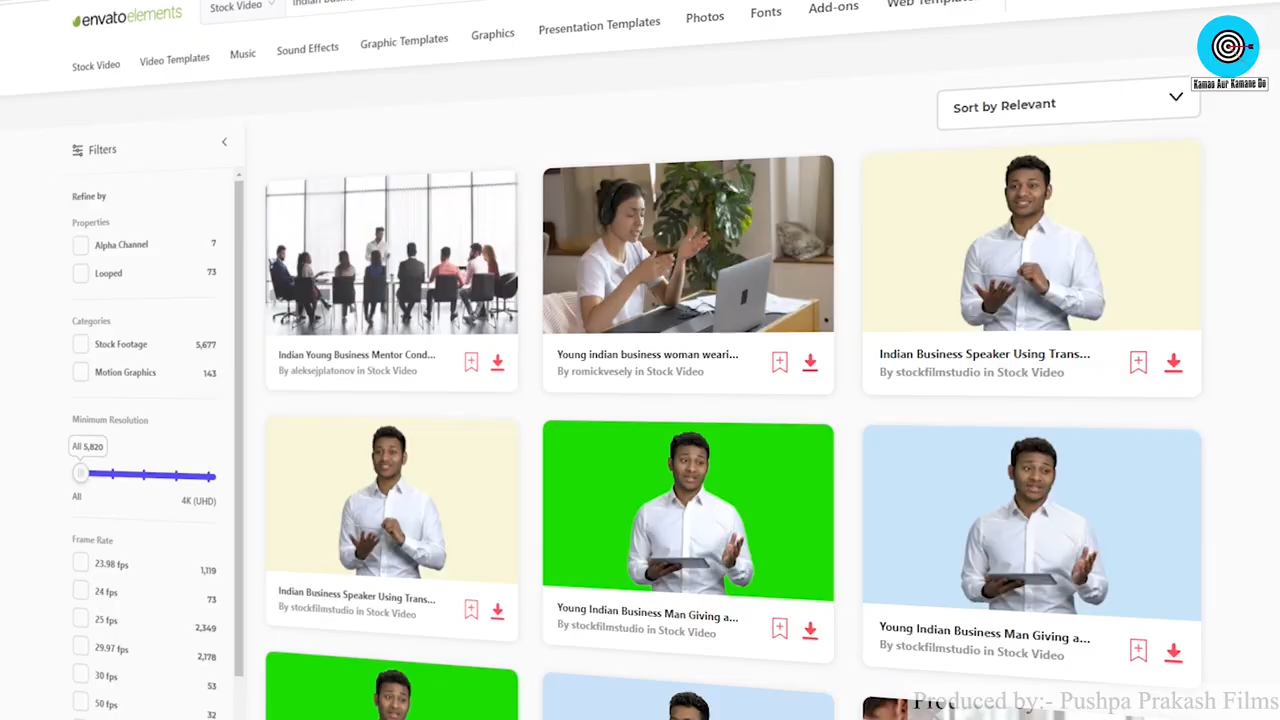 envatoelements
Stock Video
Stock Video
Video Templates
Music
Sound Effects
Graphic Templates
Graphics
Presentation Templates
Photos
Fonts
Add-ons
Kamao Aur Kamane Do
Sort by Relevant
Filters
Refine by
Properties
Alpha Channel 7
Looped 73
Categories
Stock Footage 5,677
Motion Graphics 143
Minimum Resolution
All 5,820
All 4K (UHD)
Frame Rate
23.98 fps 1,119
24 fps 73
25 fps 2,349
29.97 fps 2,178
30 fps 53
50 fps 32
Indian Young Business Mentor Cond...
By aleksejplatonov in Stock Video
Young indian business woman weari...
By romickvesely in Stock Video
Indian Business Speaker Using Trans...
By stockfilmstudio in Stock Video
Indian Business Speaker Using Trans...
By stockfilmstudio in Stock Video
Young Indian Business Man Giving a...
By stockfilmstudio in Stock Video
Young Indian Business Man Giving a...
By stockfilmstudio in Stock Video
Produced by:- Pushpa Prakash Films